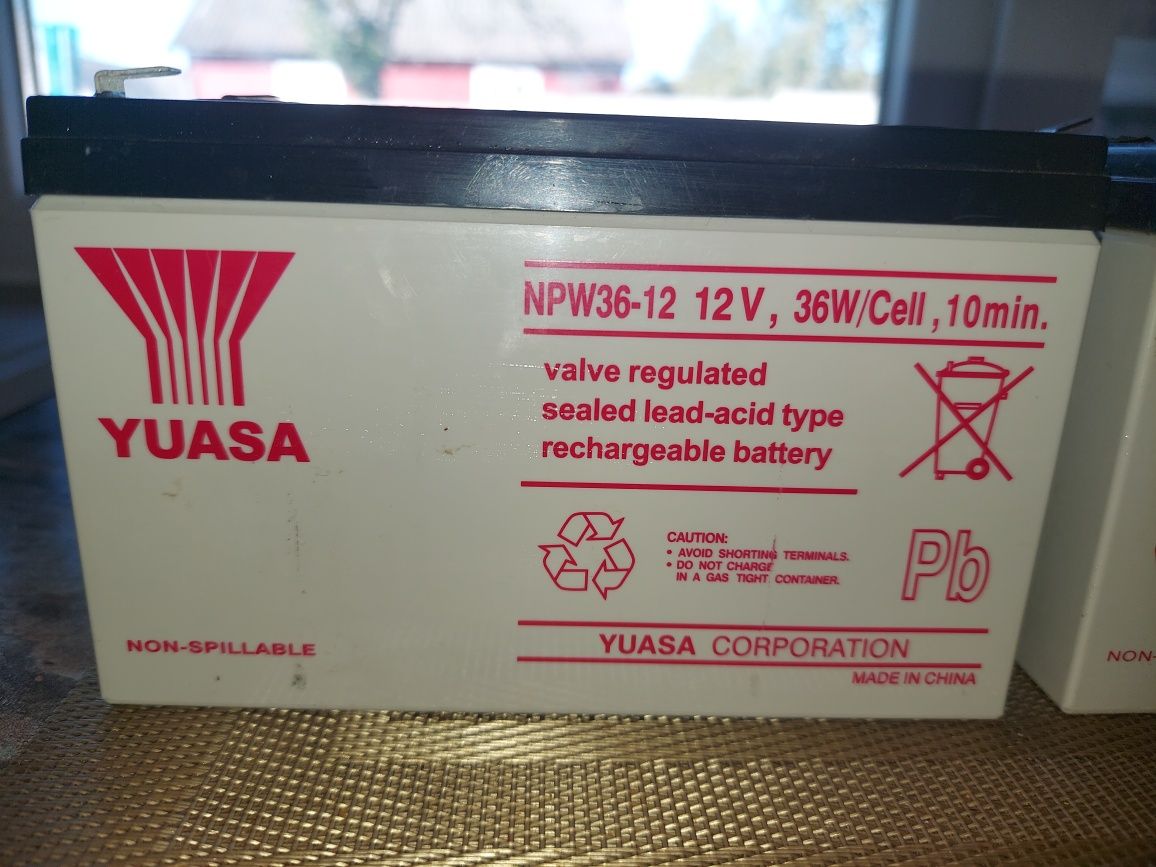 YUASA
NON-SPILLABLE
NPW36-12 12V, 36W/Cell, 10min.
valve regulated
sealed lead-acid type
rechargeable battery
CAUTION:
• AVOID SHORTING TERMINALS.
• DO NOT CHARGE
IN A GAS TIGHT CONTAINER.
Pb
YUASA CORPORATION
MADE IN CHINA
NON-